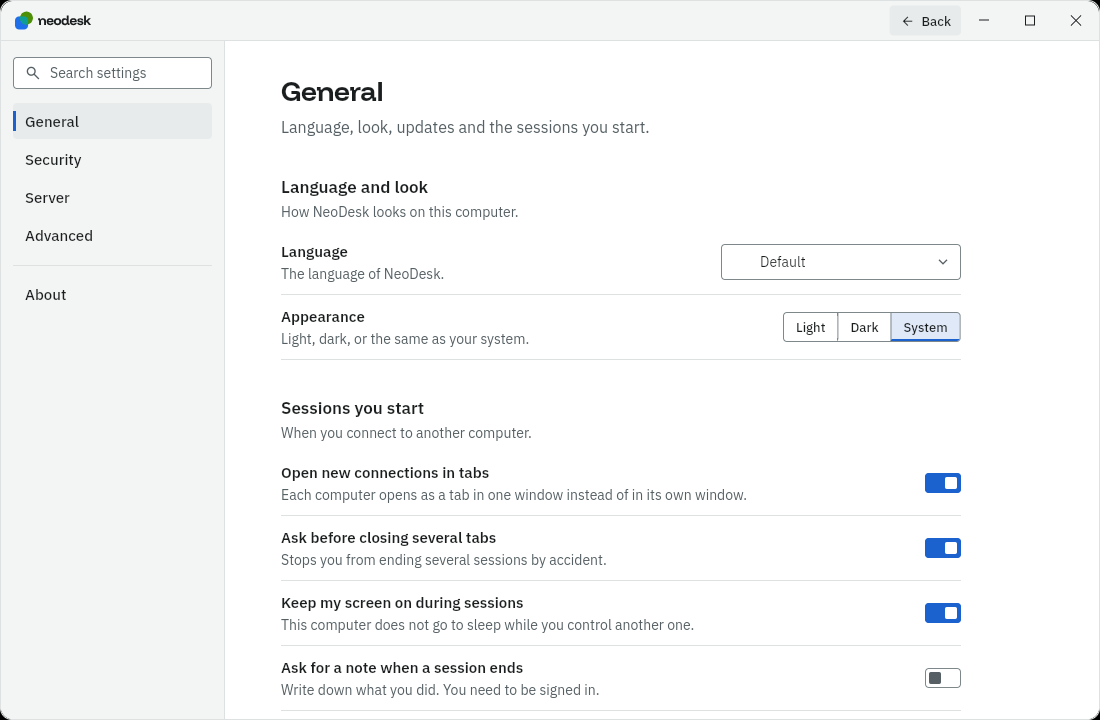 neodesk
Back
Search settings
General
Security
Server
Advanced
About
General
Language, look, updates and the sessions you start.
Language and look
How NeoDesk looks on this computer.
Language
The language of NeoDesk.
Default
Appearance
Light, dark, or the same as your system.
Light Dark System
Sessions you start
When you connect to another computer.
Open new connections in tabs
Each computer opens as a tab in one window instead of in its own window.
Ask before closing several tabs
Stops you from ending several sessions by accident.
Keep my screen on during sessions
This computer does not go to sleep while you control another one.
Ask for a note when a session ends
Write down what you did. You need to be signed in.